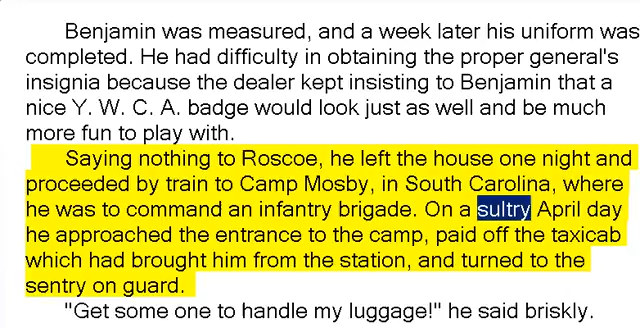 Benjamin was measured, and a week later his uniform was
completed. He had difficulty in obtaining the proper general's
insignia because the dealer kept insisting to Benjamin that a
nice Y. W. C. A. badge would look just as well and be much
more fun to play with.
Saying nothing to Roscoe, he left the house one night and
proceeded by train to Camp Mosby, in South Carolina, where
he was to command an infantry brigade. On a sultry April day
he approached the entrance to the camp, paid off the taxicab
which had brought him from the station, and turned to the
sentry on guard.
"Get some one to handle my luggage!" he said briskly.